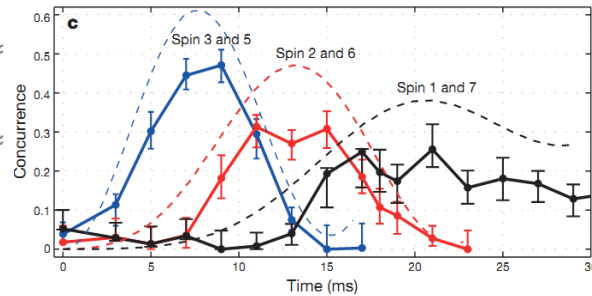 c
0.6
0.5
0.4
0.3
0.2
0.1
0
Concurrence
Spin 3 and 5
Spin 2 and 6
Spin 1 and 7
0 5 10 15 20 25 30
Time (ms)